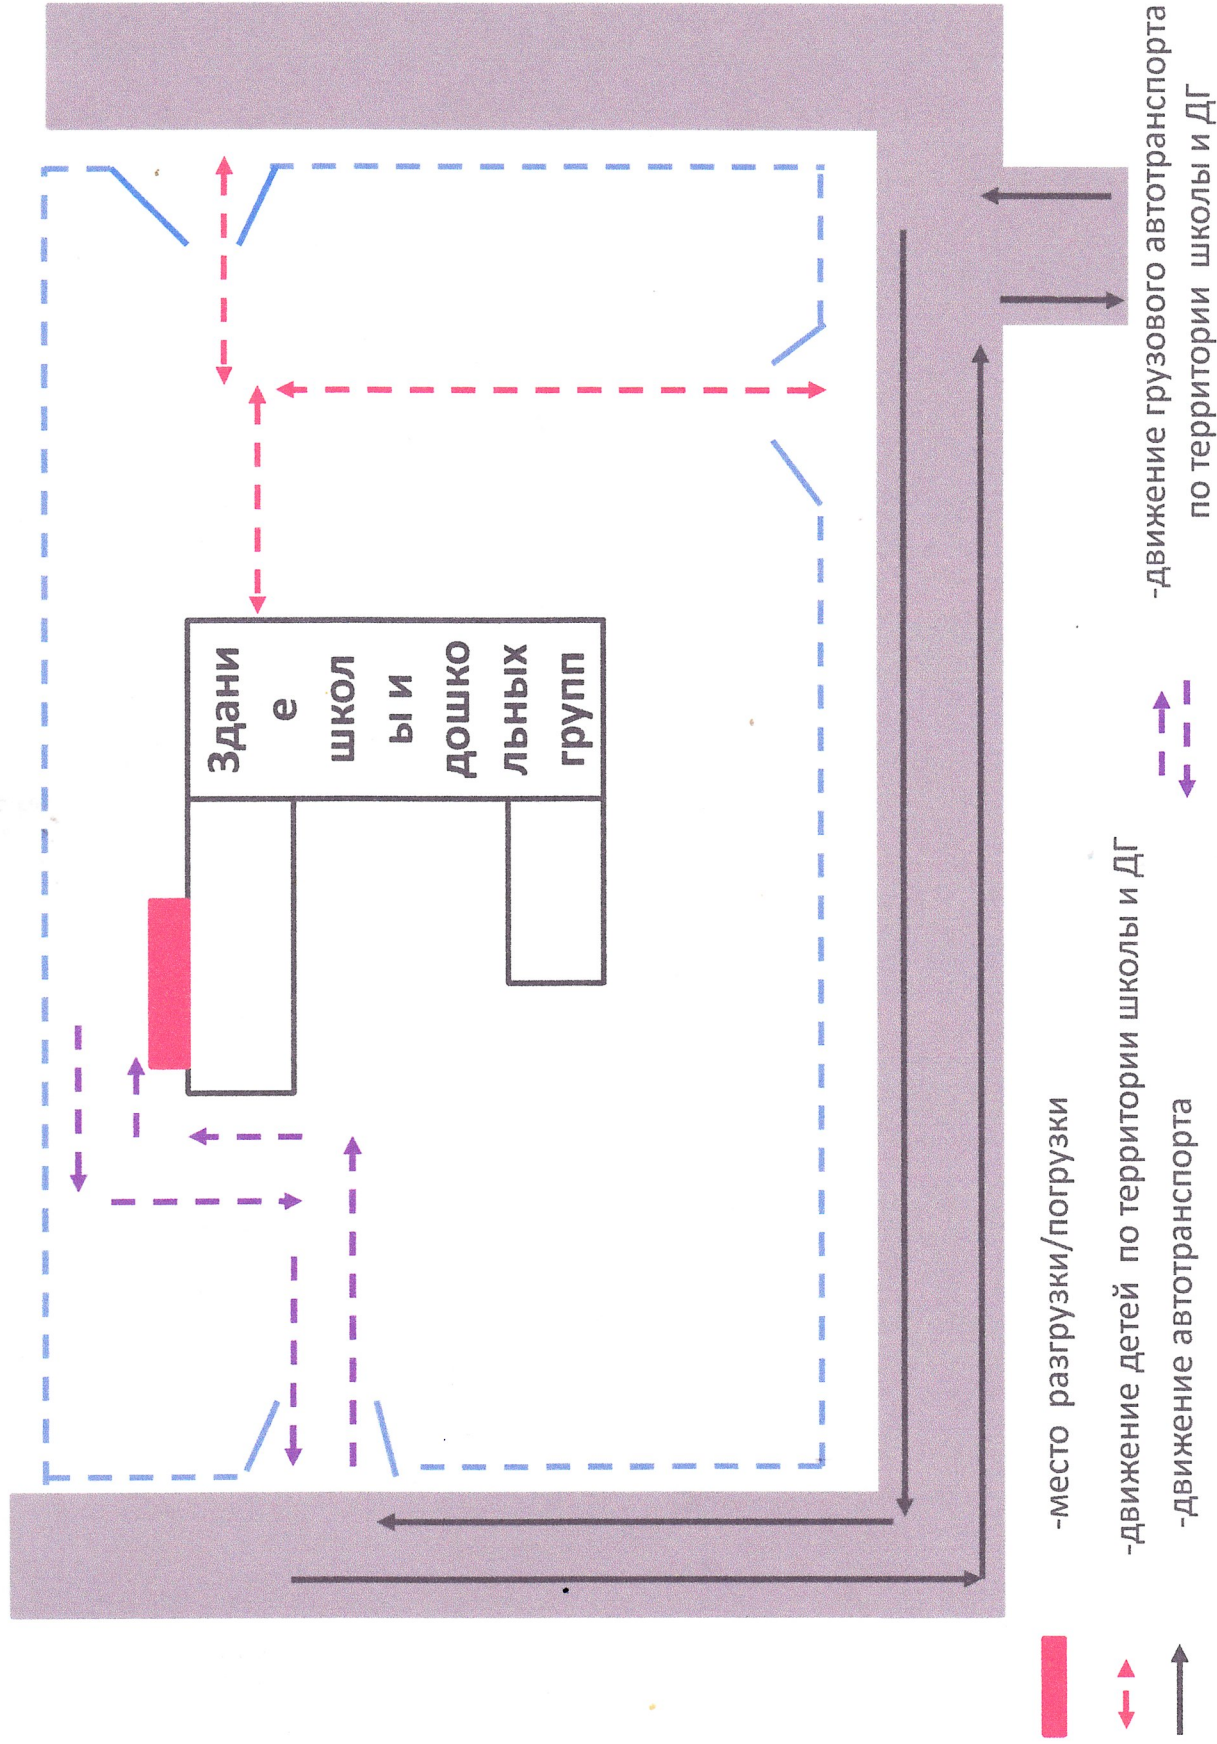 Здани
е
школ
ы и
дошко
льных
групп
-место разгрузки/погрузки
-движение детей по территории школы и ДГ
-движение автотранспорта
-движение грузового автотранспорта
по территории школы и ДГ